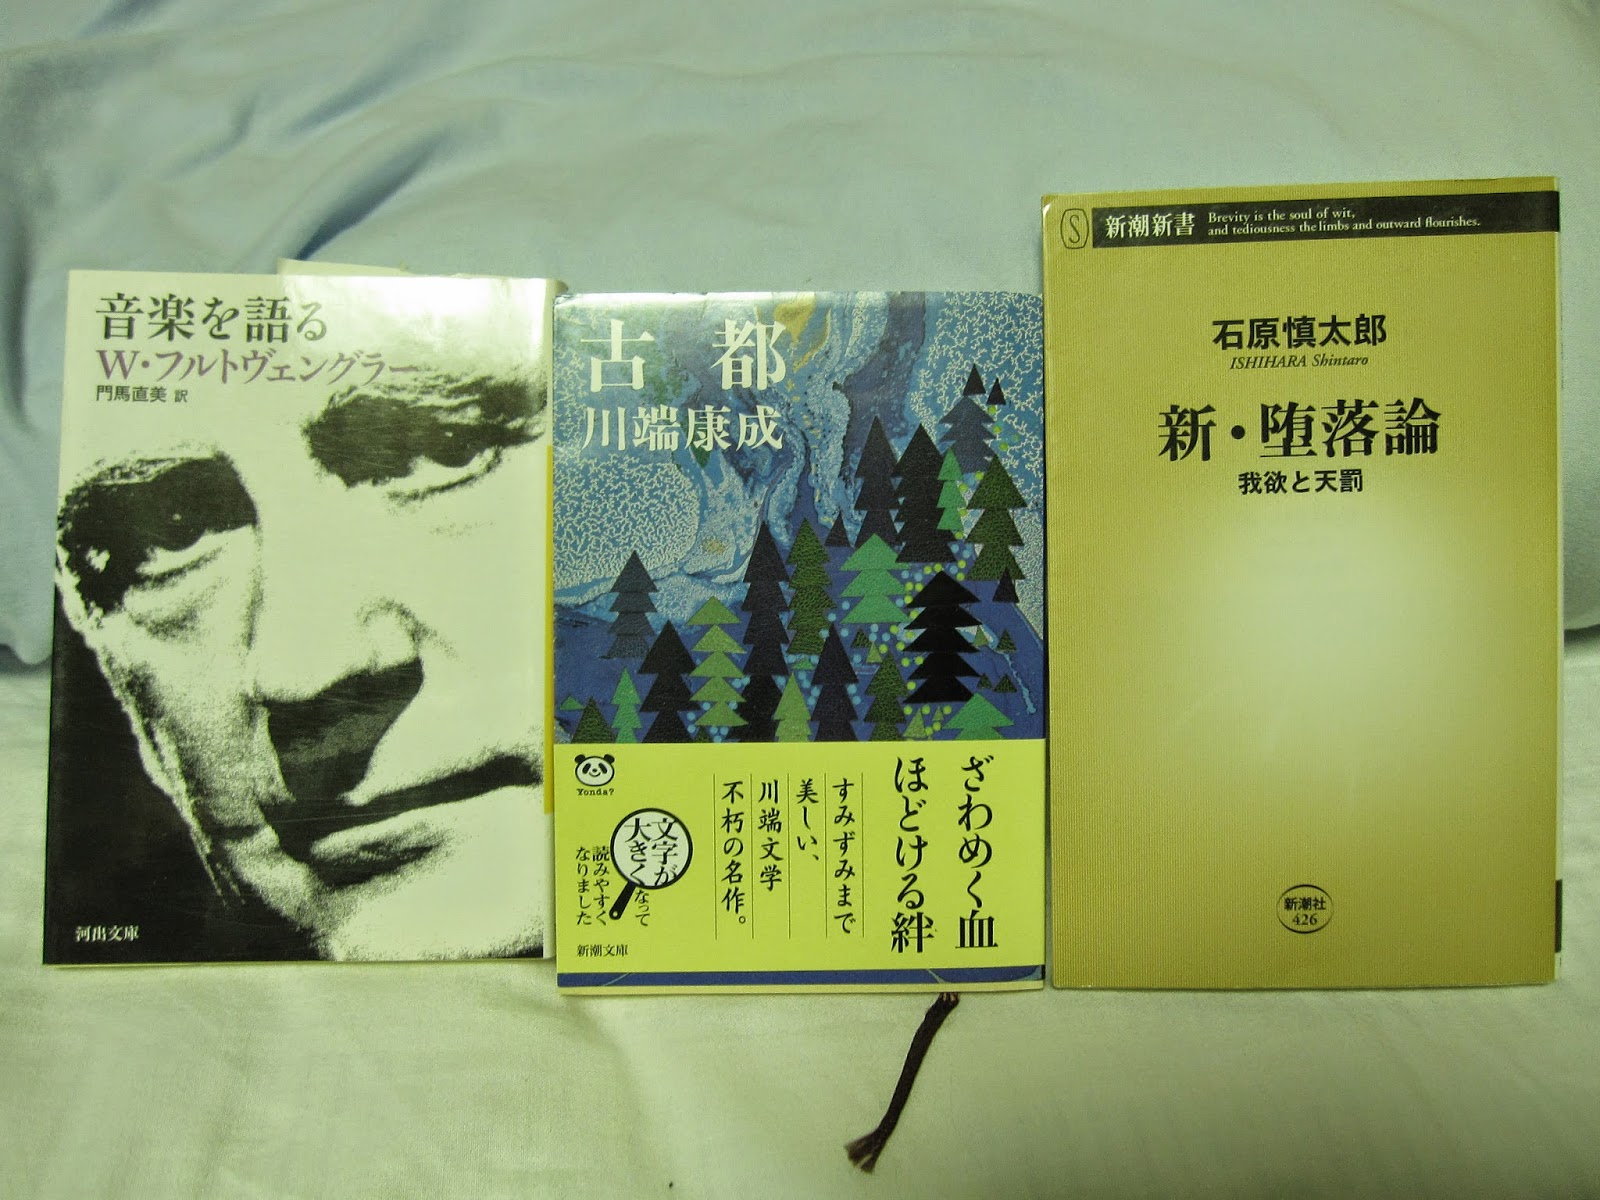 音楽を語る
W・フルトヴェングラー
門馬直美 訳
河出文庫
古都
川端康成
ざわめく血
ほどける絆
すみずみまで
美しい、
川端文学
不朽の名作。
Yonda?
文字が
大きくなって
読みやすく
なりました
新潮文庫
S
新潮新書
Brevity is the soul of wit,
and tediousness the limbs and outward flourishes.
石原慎太郎
ISHIHARA Shintaro
新・堕落論
我欲と天罰
新潮社
426